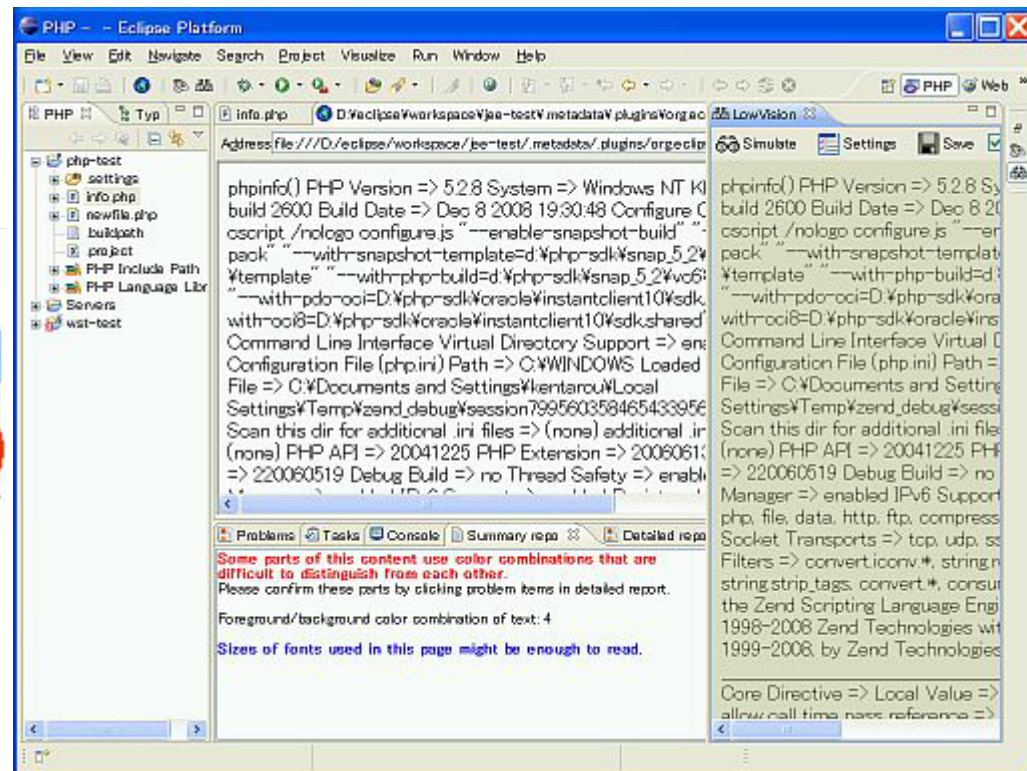 PHP - - Eclipse Platform
File View Edit Navigate Search Project Visualize Run Window Help
PHP Web
PHP Typ
php-test
settings
info.php
newfile.php
.buildpath
.project
PHP Include Path
PHP Language Libr
Servers
wst-test
info.php D:¥eclipse¥workspace¥jee-test¥.metadata¥.plugins¥org.ec
Address file:///D:/eclipse/workspace/jee-test/.metadata/.plugins/org.eclip
phpinfo() PHP Version => 5.2.8 System => Windows NT K
build 2600 Build Date => Dec 8 2008 19:30:48 Configure C
cscript /nologo configure.js "--enable-snapshot-build" "-
pack" "--with-snapshot-template=d:¥php-sdk¥snap_5_2¥
¥template" "--with-php-build=d:¥php-sdk¥snap_5_2¥vc6¥
"--with-pdo-oci=D:¥php-sdk¥oracle¥instantclient10¥sdk,
with-oci8=D:¥php-sdk¥oracle¥instantclient10¥sdk,shared"
Command Line Interface Virtual Directory Support => ena
Configuration File (php.ini) Path => C:¥WINDOWS Loaded
File => C:¥Documents and Settings¥kentarou¥Local
Settings¥Temp¥zend_debug¥session799560358465433956
Scan this dir for additional .ini files => (none) additional .in
(none) PHP API => 20041225 PHP Extension => 2006061
=> 220060519 Debug Build => no Thread Safety => enabl
LowVision
Simulate Settings Save
phpinfo() PHP Version => 5.2.8 Sy
build 2600 Build Date => Dec 8 20
cscript /nologo configure.js "--en
pack" "--with-snapshot-templat
¥template" "--with-php-build=d:
"--with-pdo-oci=D:¥php-sdk¥ora
with-oci8=D:¥php-sdk¥oracle¥ins
Command Line Interface Virtual D
Configuration File (php.ini) Path =
File => C:¥Documents and Setting
Settings¥Temp¥zend_debug¥sessi
Scan this dir for additional .ini file
(none) PHP API => 20041225 PHP
=> 220060519 Debug Build => no
Manager => enabled IPv6 Support
php, file, data, http, ftp, compress
Socket Transports => tcp, udp, ss
Filters => convert.iconv.*, string.r
string.strip_tags, convert.*, consu
the Zend Scripting Language Engi
1998-2008 Zend Technologies wit
1999-2008, by Zend Technologies
Core Directive => Local Value =>
allow_call_time_pass_reference =>
Problems Tasks Console Summary repo Detailed repo
Some parts of this content use color combinations that are
difficult to distinguish from each other.
Please confirm these parts by clicking problem items in detailed report.
Foreground/background color combination of text: 4
Sizes of fonts used in this page might be enough to read.